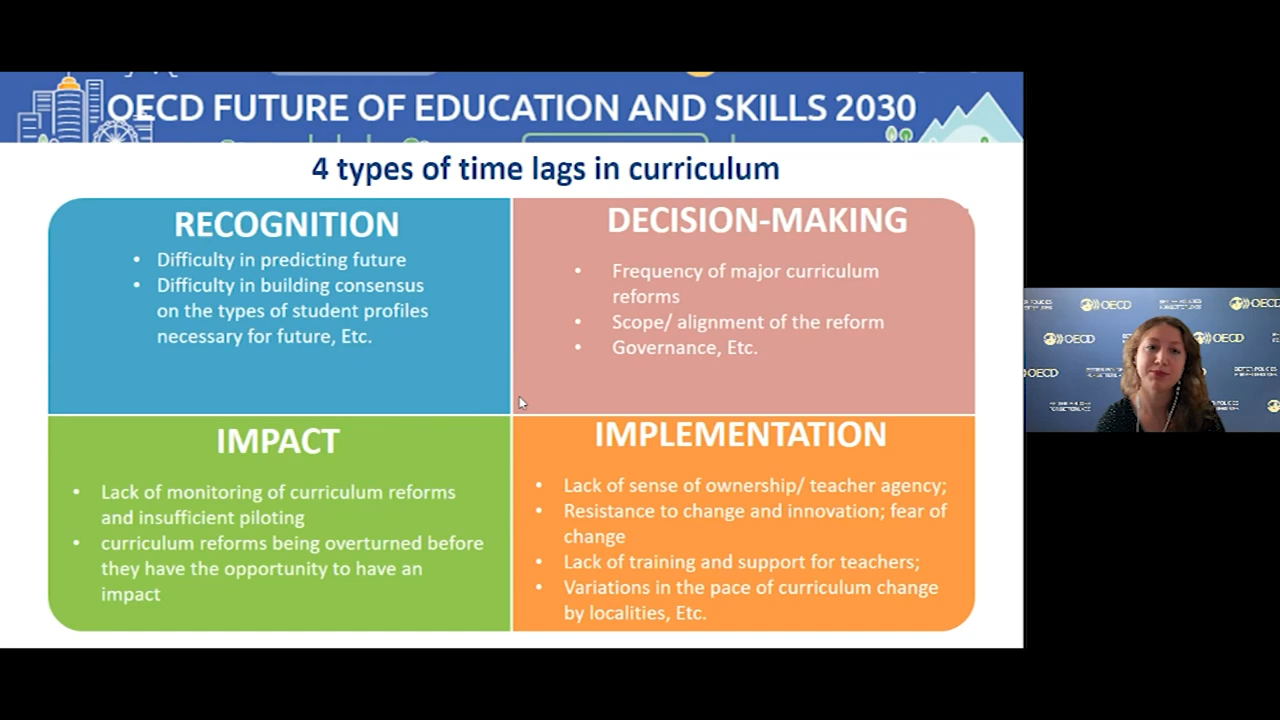 OECD FUTURE OF EDUCATION AND SKILLS 2030
4 types of time lags in curriculum
RECOGNITION
• Difficulty in predicting future
• Difficulty in building consensus
on the types of student profiles
necessary for future, Etc.
DECISION-MAKING
• Frequency of major curriculum
reforms
• Scope/ alignment of the reform
• Governance, Etc.
IMPACT
• Lack of monitoring of curriculum reforms
and insufficient piloting
• curriculum reforms being overturned before
they have the opportunity to have an
impact
IMPLEMENTATION
• Lack of sense of ownership/ teacher agency;
• Resistance to change and innovation; fear of
change
• Lack of training and support for teachers;
• Variations in the pace of curriculum change
by localities, Etc.
OECD
OECD
OECD
OECD
OECD